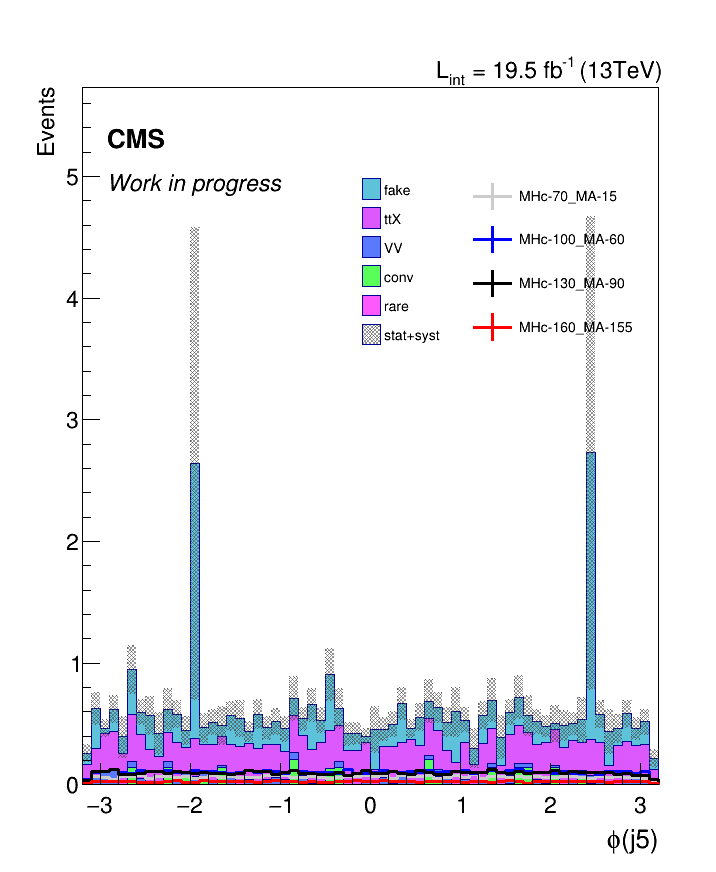 L_int = 19.5 fb^-1 (13TeV)
Events
CMS
Work in progress
fake
ttX
VV
conv
rare
stat+syst
MHc-70_MA-15
MHc-100_MA-60
MHc-130_MA-90
MHc-160_MA-155
5
4
3
2
1
0
−3 −2 −1 0 1 2 3
ϕ(j5)